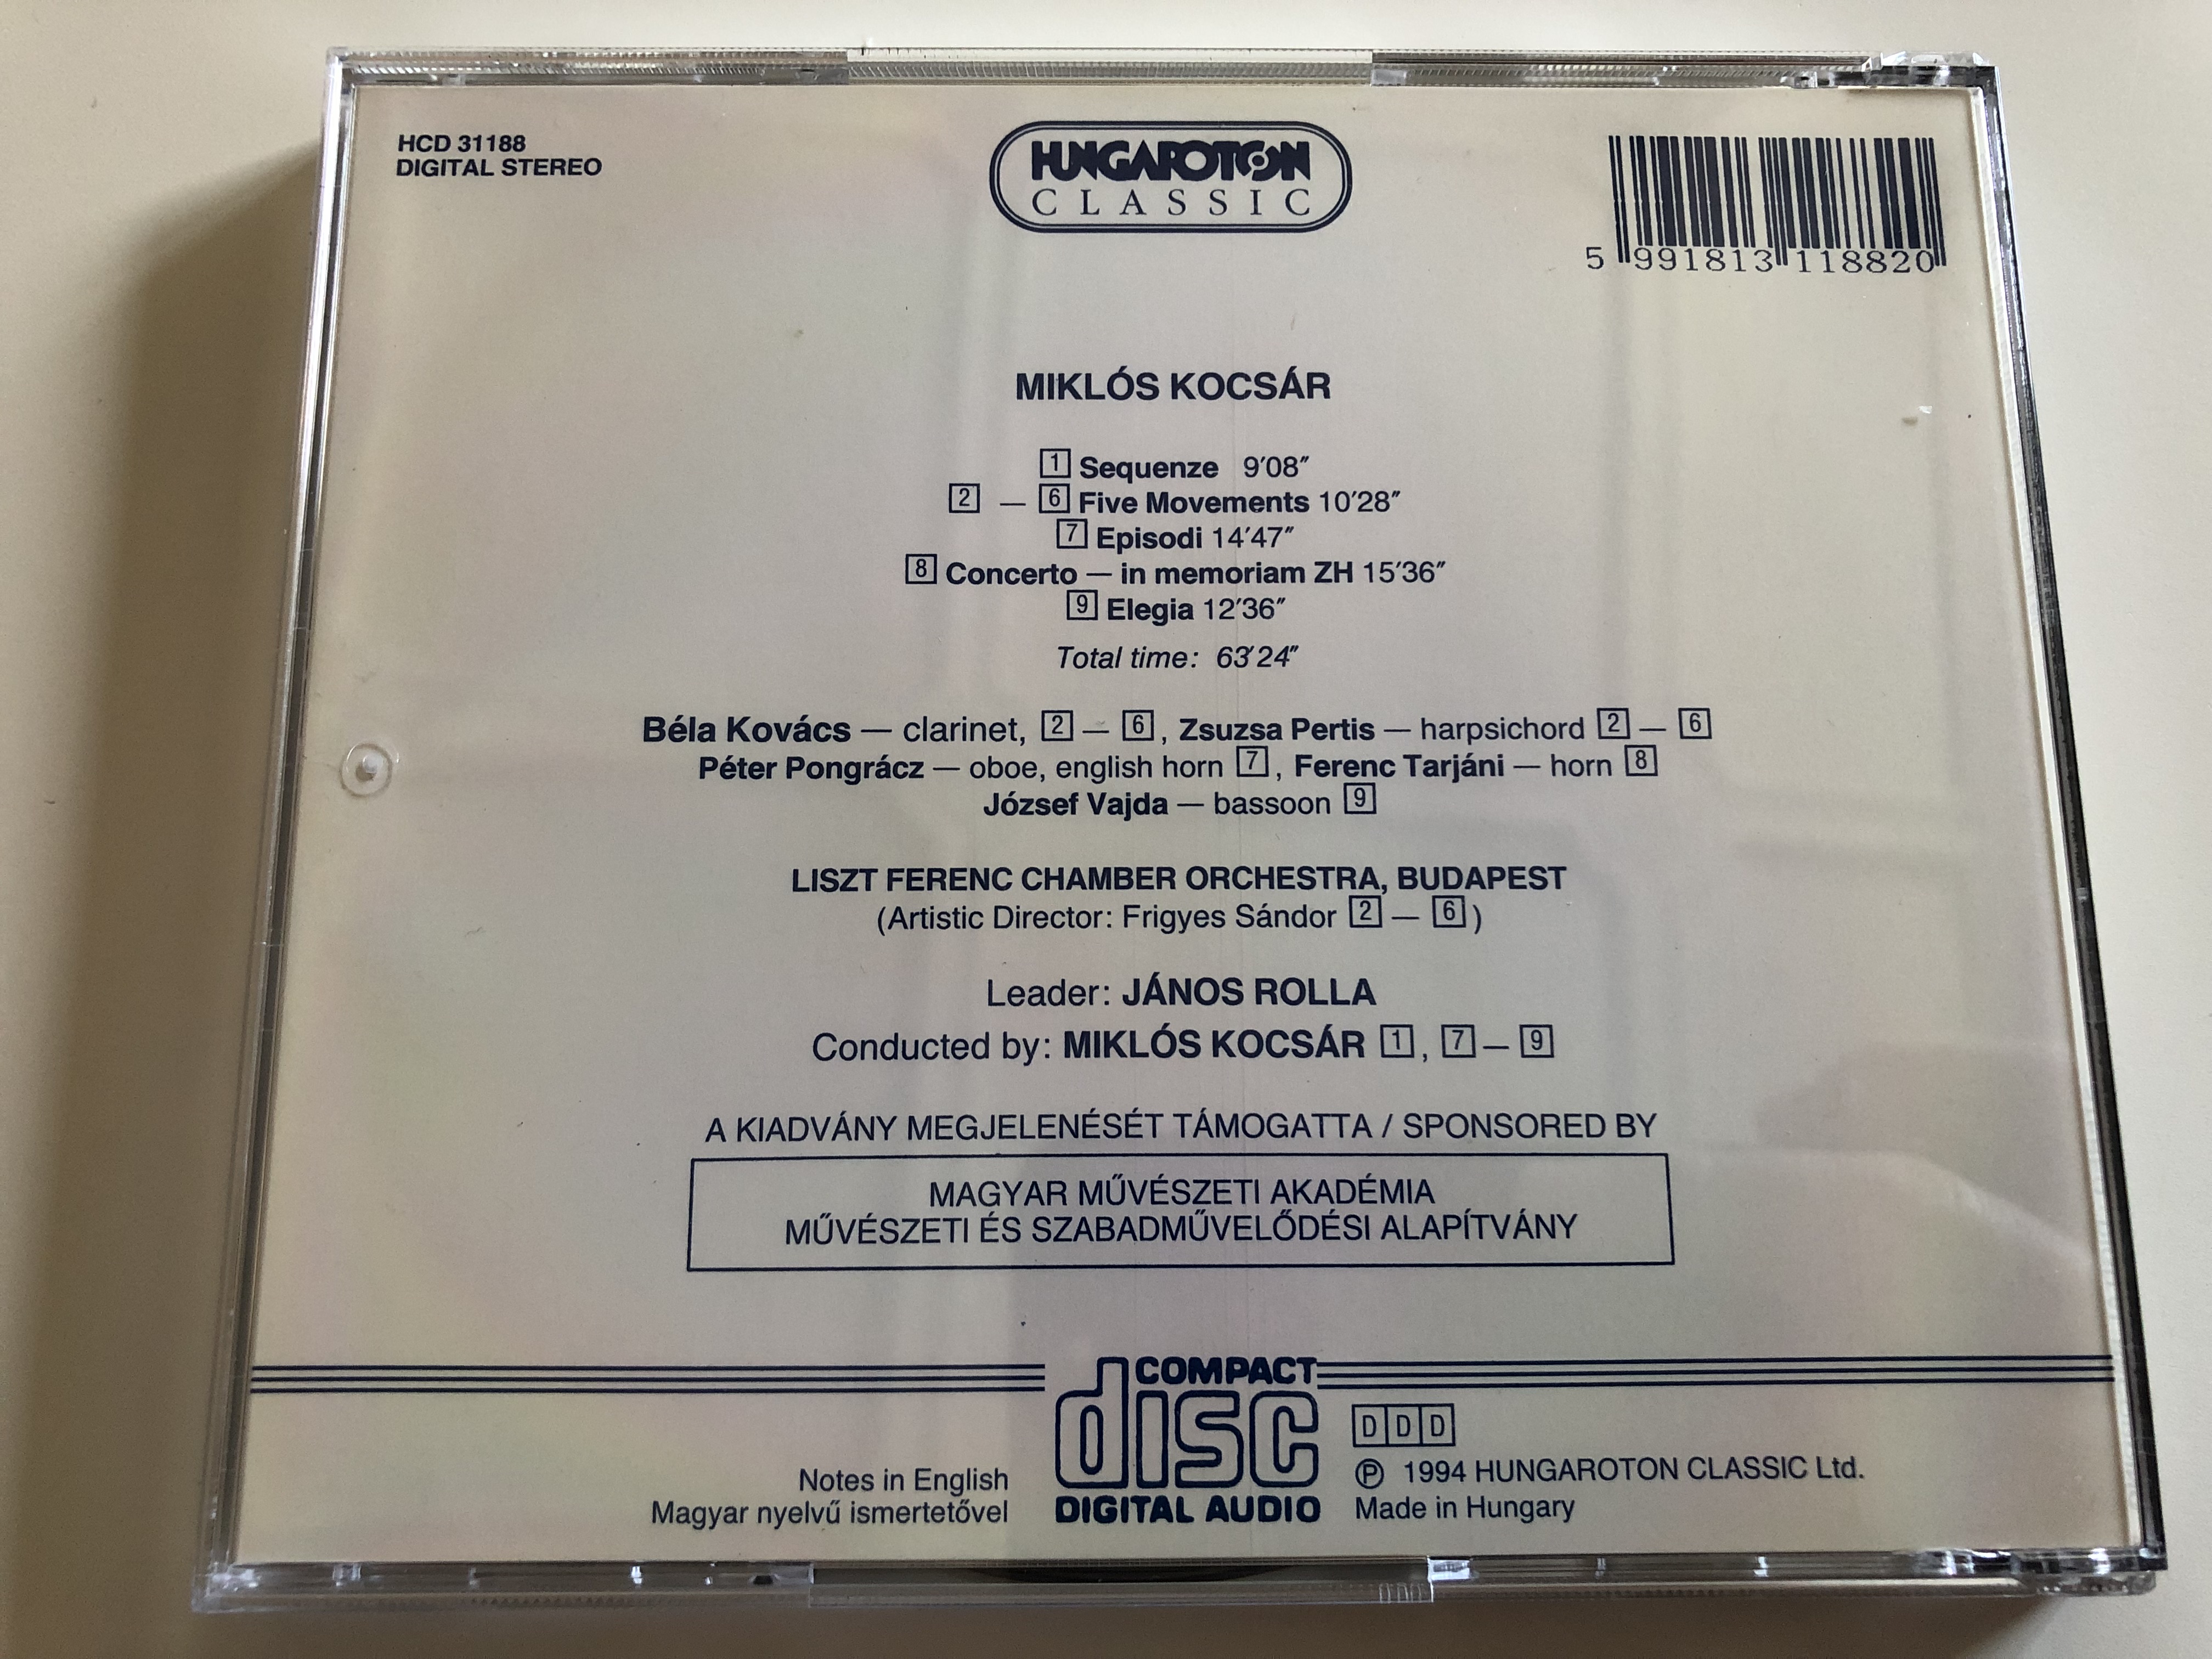 HCD 31188
DIGITAL STEREO
HUNGAROTON
CLASSIC
5 991813 118820
MIKLÓS KOCSÁR
1 Sequenze 9′08″
2 — 6 Five Movements 10′28″
7 Episodi 14′47″
8 Concerto — in memoriam ZH 15′36″
9 Elegia 12′36″
Total time: 63′24″
Béla Kovács — clarinet, 2 — 6, Zsuzsa Pertis — harpsichord 2 — 6
Péter Pongrácz — oboe, english horn 7, Ferenc Tarjáni — horn 8
József Vajda — bassoon 9
LISZT FERENC CHAMBER ORCHESTRA, BUDAPEST
(Artistic Director: Frigyes Sándor 2 — 6)
Leader: JÁNOS ROLLA
Conducted by: MIKLÓS KOCSÁR 1, 7 — 9
A KIADVÁNY MEGJELENÉSÉT TÁMOGATTA / SPONSORED BY
MAGYAR MŰVÉSZETI AKADÉMIA
MŰVÉSZETI ÉS SZABADMŰVELŐDÉSI ALAPÍTVÁNY
Notes in English
Magyar nyelvű ismertetővel
COMPACT
disc
DIGITAL AUDIO
DDD
℗ 1994 HUNGAROTON CLASSIC Ltd.
Made in Hungary